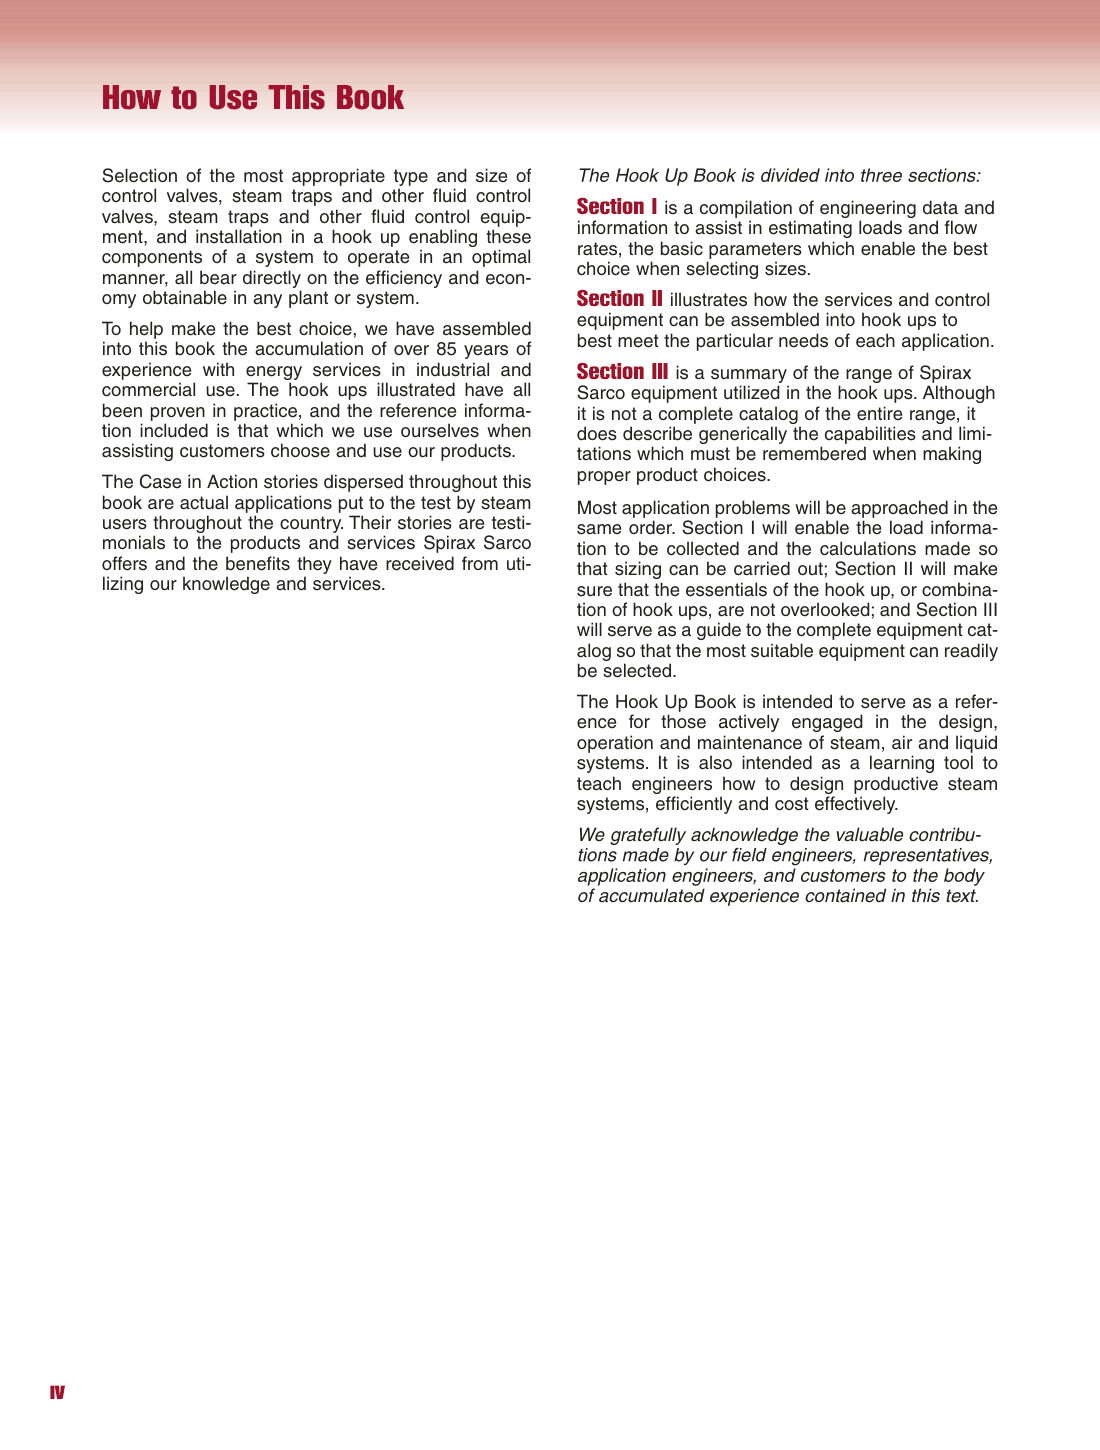 How to Use This Book
Selection of the most appropriate type and size of
control valves, steam traps and other fluid control
valves, steam traps and other fluid control equip-
ment, and installation in a hook up enabling these
components of a system to operate in an optimal
manner, all bear directly on the efficiency and econ-
omy obtainable in any plant or system.
To help make the best choice, we have assembled
into this book the accumulation of over 85 years of
experience with energy services in industrial and
commercial use. The hook ups illustrated have all
been proven in practice, and the reference informa-
tion included is that which we use ourselves when
assisting customers choose and use our products.
The Case in Action stories dispersed throughout this
book are actual applications put to the test by steam
users throughout the country. Their stories are testi-
monials to the products and services Spirax Sarco
offers and the benefits they have received from uti-
lizing our knowledge and services.
The Hook Up Book is divided into three sections:
Section I is a compilation of engineering data and
information to assist in estimating loads and flow
rates, the basic parameters which enable the best
choice when selecting sizes.
Section II illustrates how the services and control
equipment can be assembled into hook ups to
best meet the particular needs of each application.
Section III is a summary of the range of Spirax
Sarco equipment utilized in the hook ups. Although
it is not a complete catalog of the entire range, it
does describe generically the capabilities and limi-
tations which must be remembered when making
proper product choices.
Most application problems will be approached in the
same order. Section I will enable the load informa-
tion to be collected and the calculations made so
that sizing can be carried out; Section II will make
sure that the essentials of the hook up, or combina-
tion of hook ups, are not overlooked; and Section III
will serve as a guide to the complete equipment cat-
alog so that the most suitable equipment can readily
be selected.
The Hook Up Book is intended to serve as a refer-
ence for those actively engaged in the design,
operation and maintenance of steam, air and liquid
systems. It is also intended as a learning tool to
teach engineers how to design productive steam
systems, efficiently and cost effectively.
We gratefully acknowledge the valuable contribu-
tions made by our field engineers, representatives,
application engineers, and customers to the body
of accumulated experience contained in this text.
IV